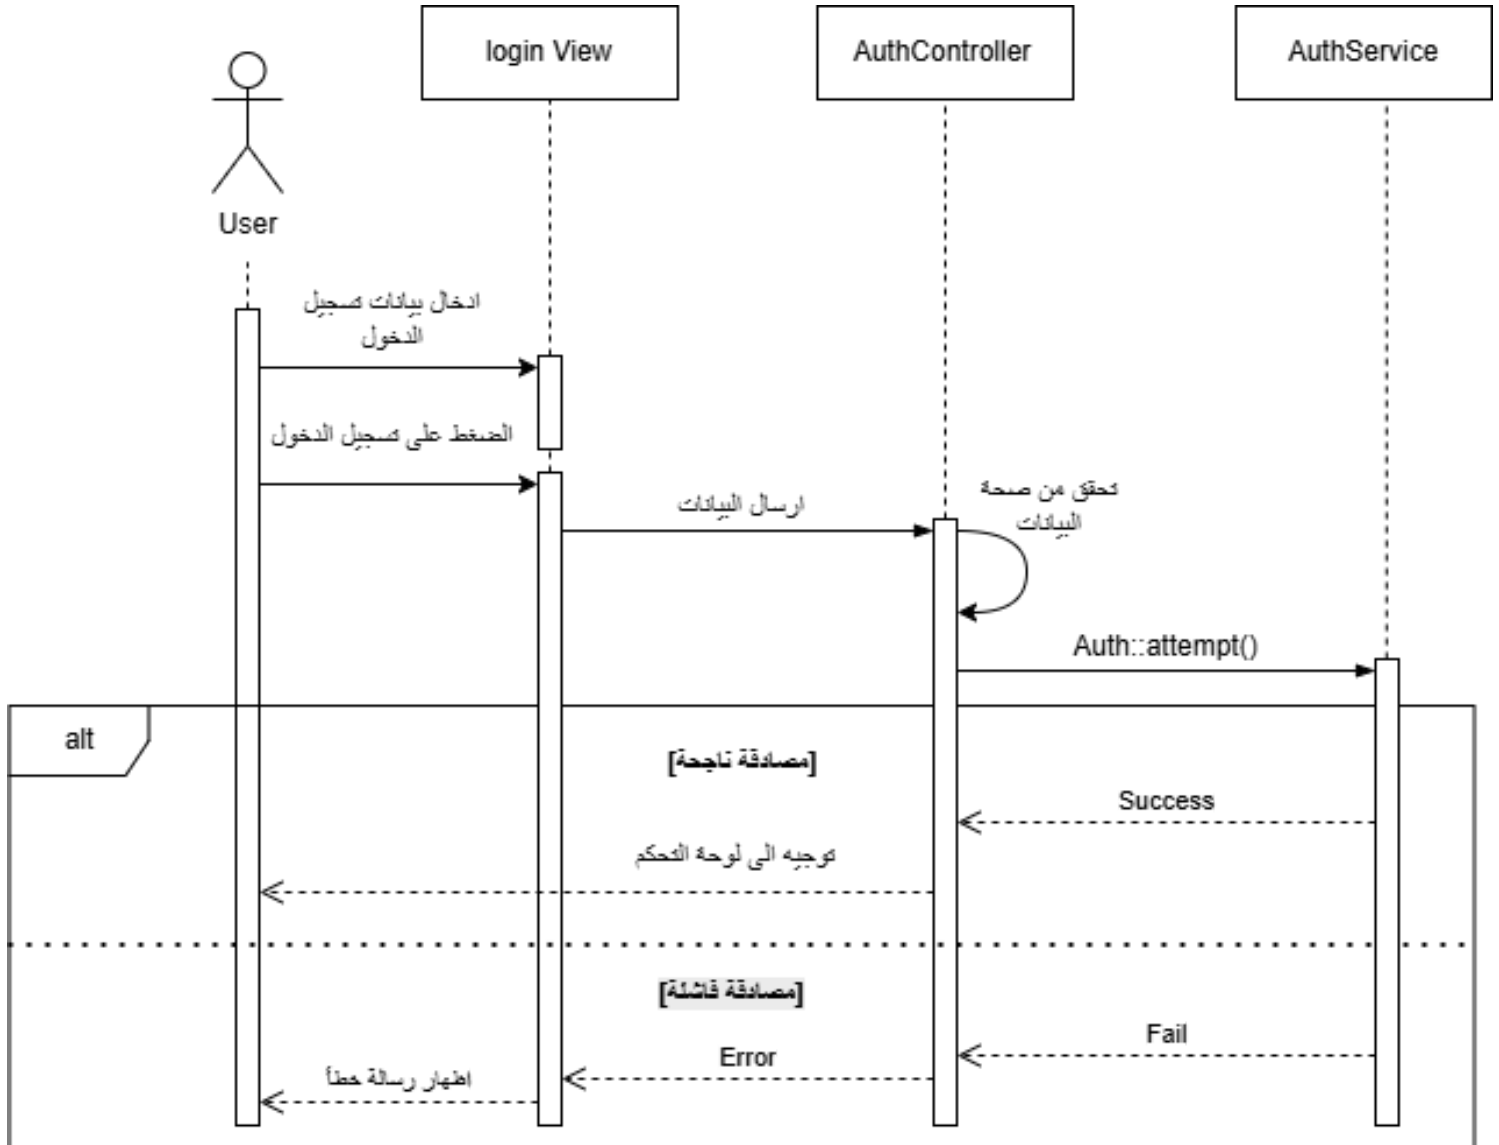 login View
AuthController
AuthService
User
ادخال بيانات تسجيل
الدخول
الضغط على تسجيل الدخول
ارسال البيانات
تحقق من صحة
البيانات
Auth::attempt()
alt
[مصادقة ناجحة]
Success
توجيه الى لوحة التحكم
[مصادقة فاشلة]
Fail
Error
اظهار رسالة خطأ